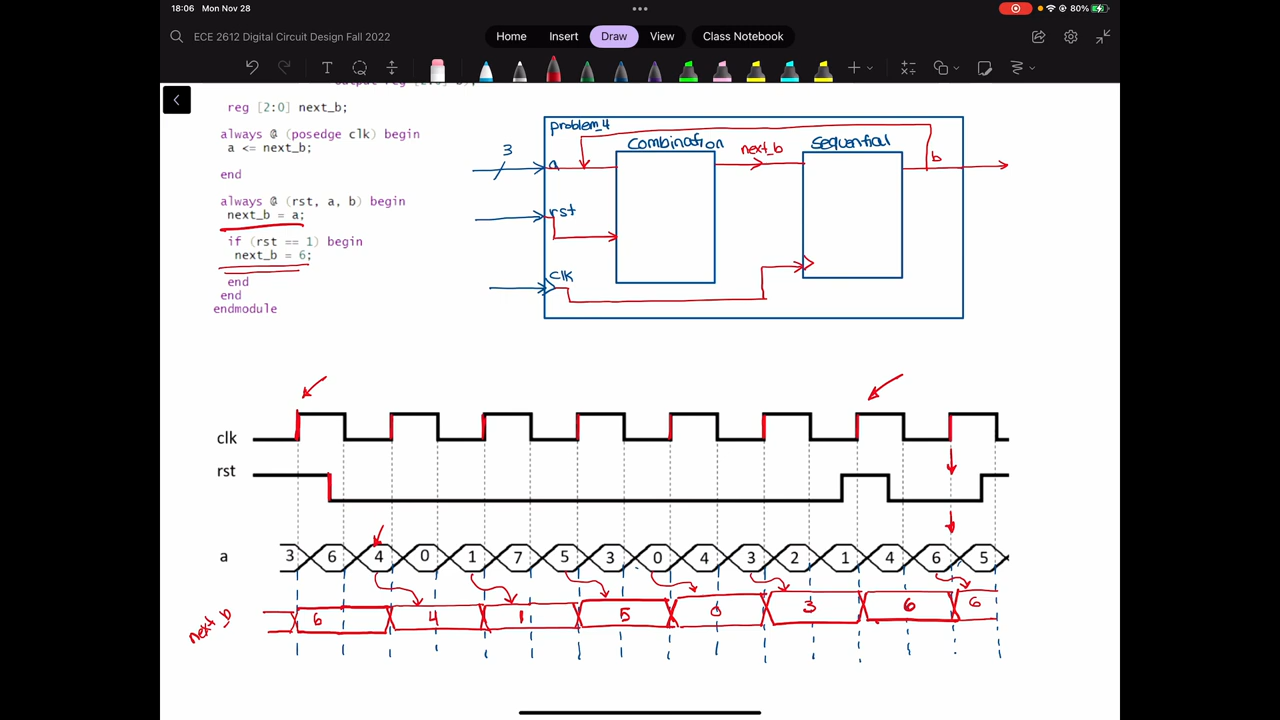 18:06 Mon Nov 28
80%
ECE 2612 Digital Circuit Design Fall 2022
Home Insert Draw View Class Notebook
reg [2:0] next_b;
always @ (posedge clk) begin
a <= next_b;
end
always @ (rst, a, b) begin
next_b = a;
if (rst == 1) begin
next_b = 6;
end
end
endmodule
problem_4
3
a
rst
clk
combination
next_b
sequential
b
clk
rst
a 3 6 4 0 1 7 5 3 0 4 3 2 1 4 6 5
next_b 6 4 1 5 0 3 6 6